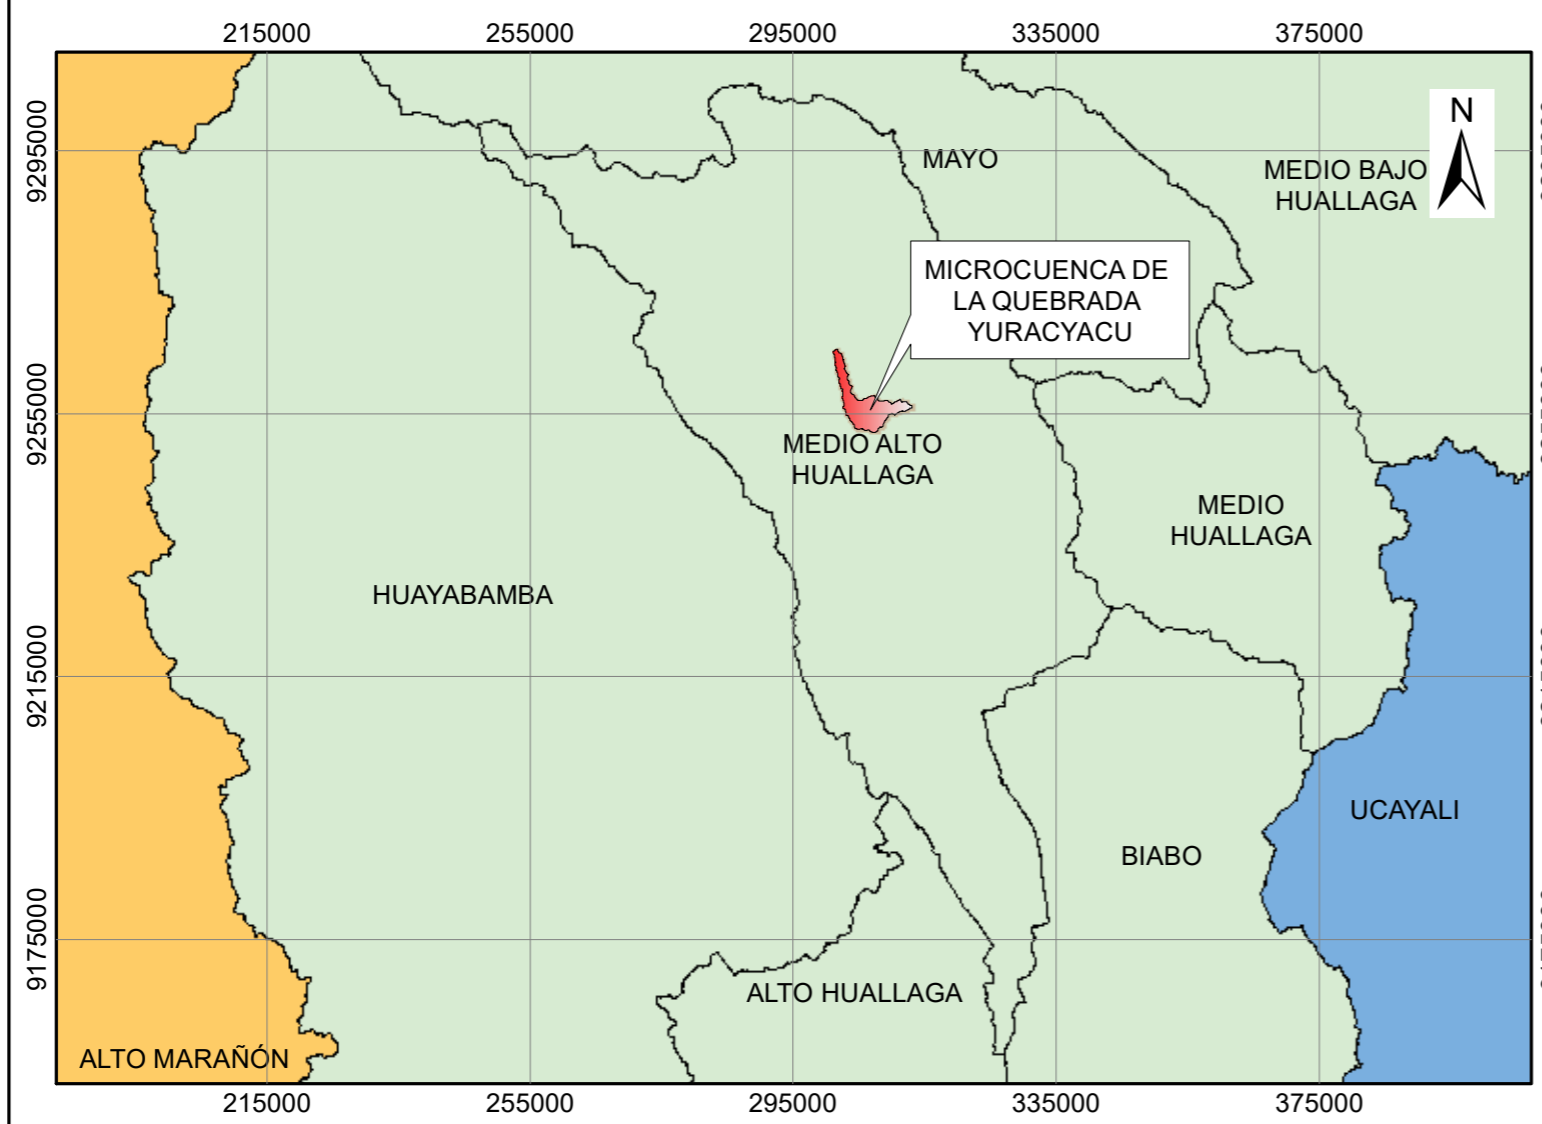 215000 255000 295000 335000 375000
N
9295000
MAYO
MEDIO BAJO
HUALLAGA
MICROCUENCA DE
LA QUEBRADA
YURACYACU
9255000
MEDIO ALTO
HUALLAGA
MEDIO
HUALLAGA
HUAYABAMBA
9215000
UCAYALI
BIABO
9175000
ALTO HUALLAGA
ALTO MARAÑÓN
215000 255000 295000 335000 375000